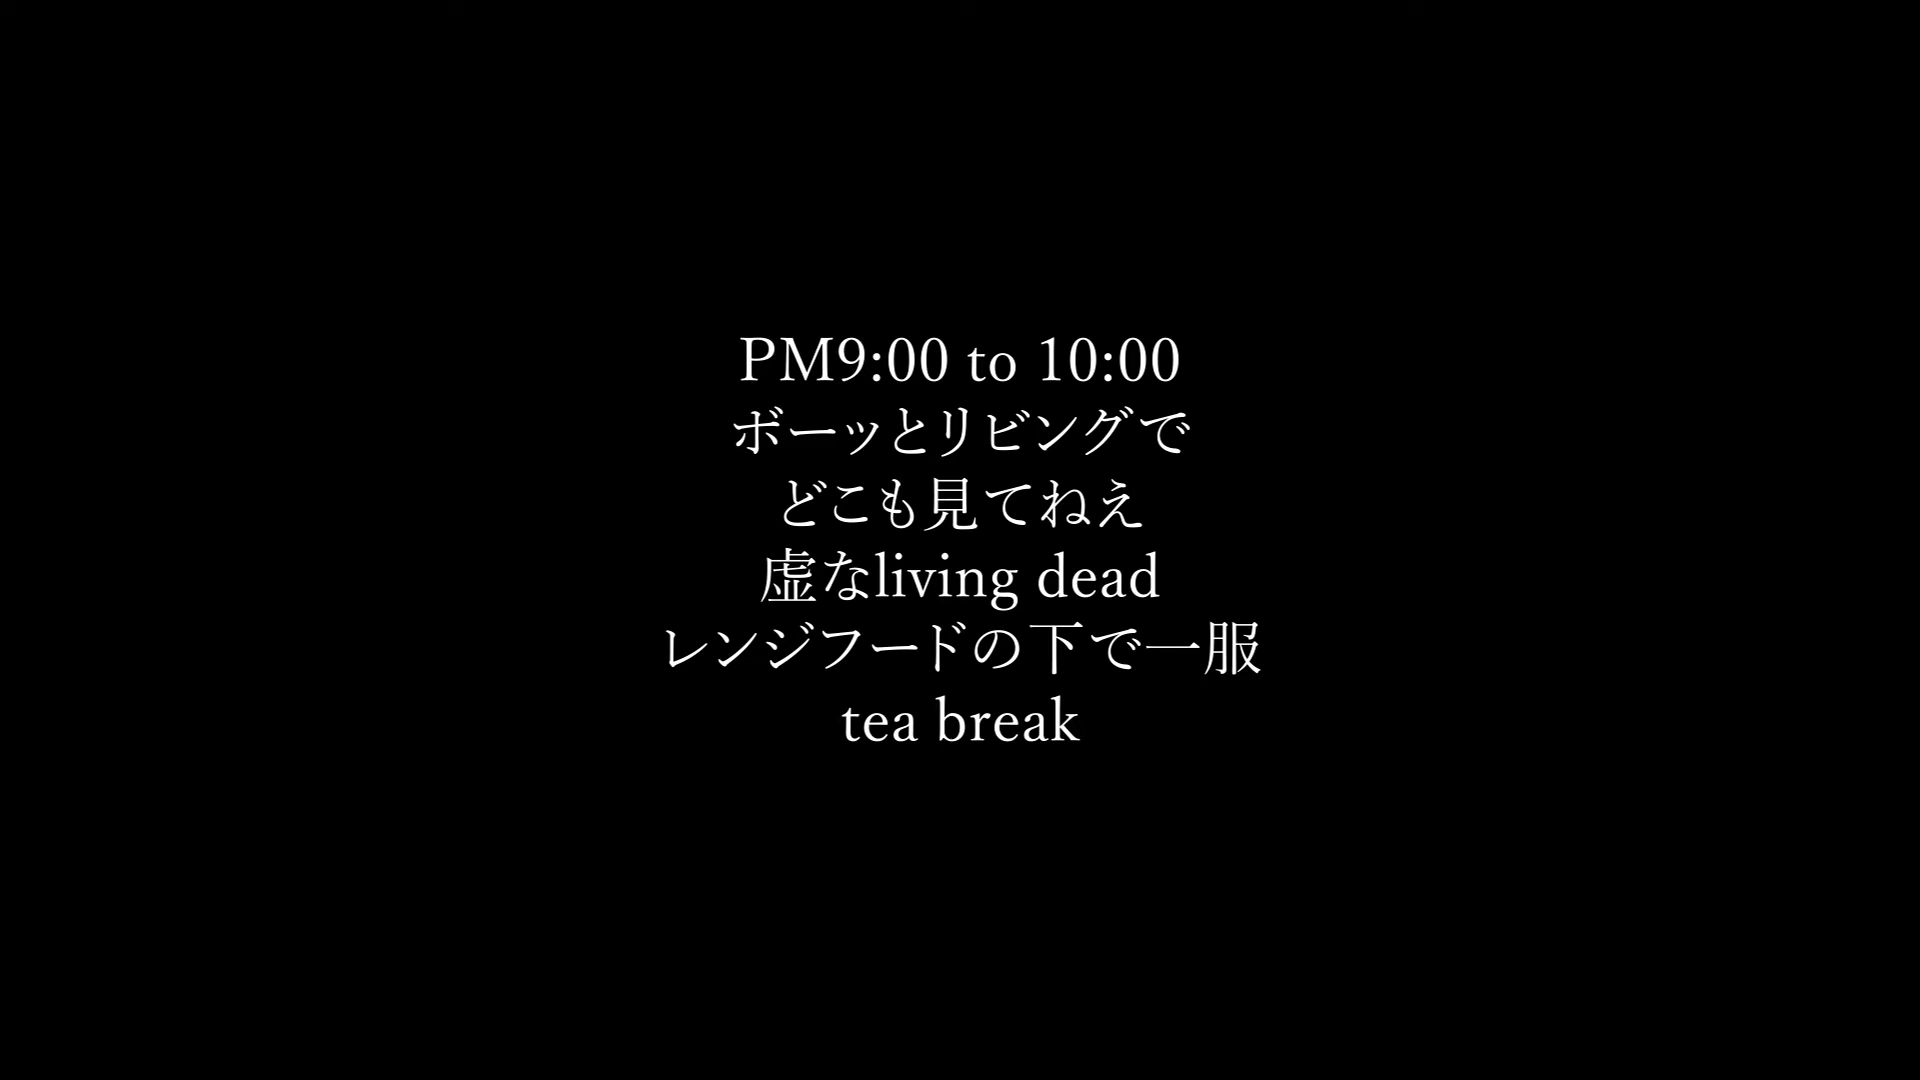 PM9:00 to 10:00
ボーッとリビングで
どこも見てねえ
虚なliving dead
レンジフードの下で一服
tea break